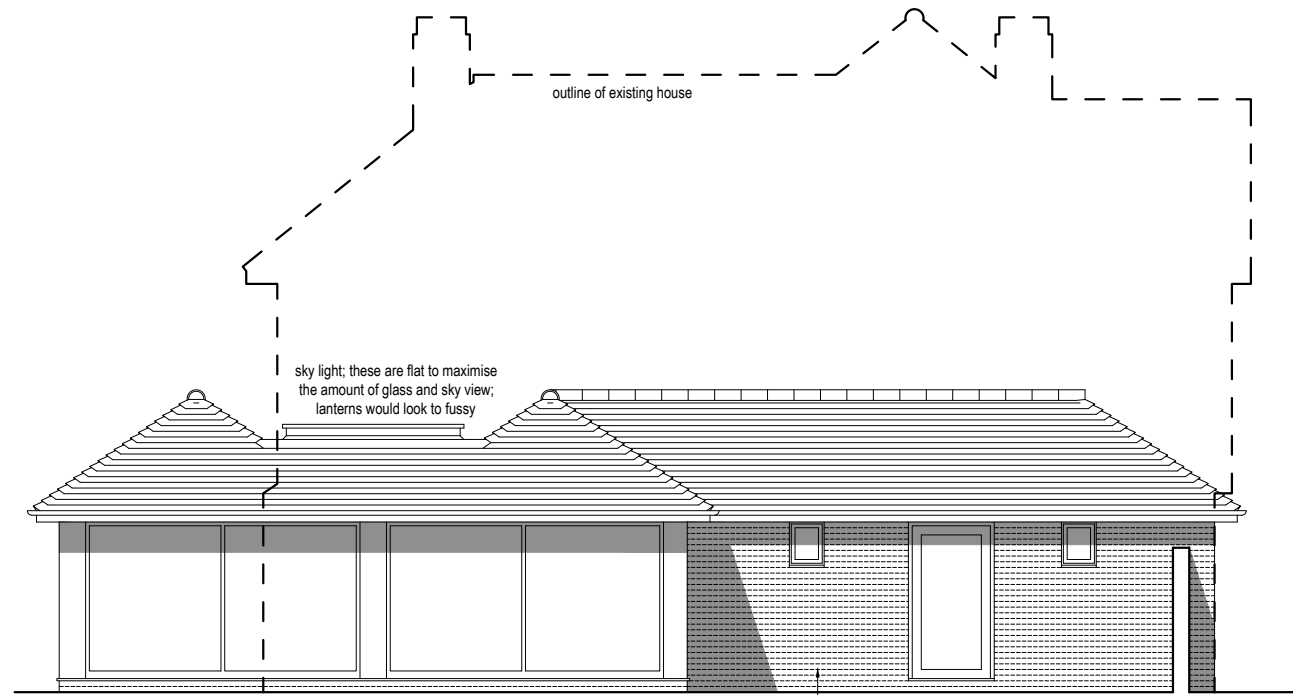 outline of existing house
sky light; these are flat to maximise
the amount of glass and sky view;
lanterns would look to fussy